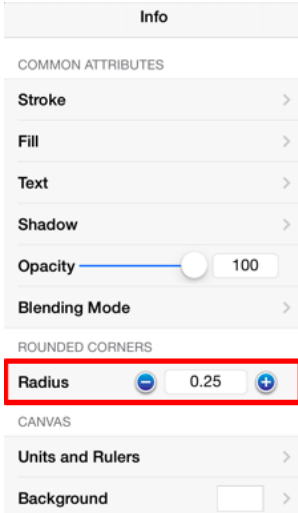 Info
COMMON ATTRIBUTES
Stroke
Fill
Text
Shadow
Opacity 100
Blending Mode
ROUNDED CORNERS
Radius 0.25
CANVAS
Units and Rulers
Background